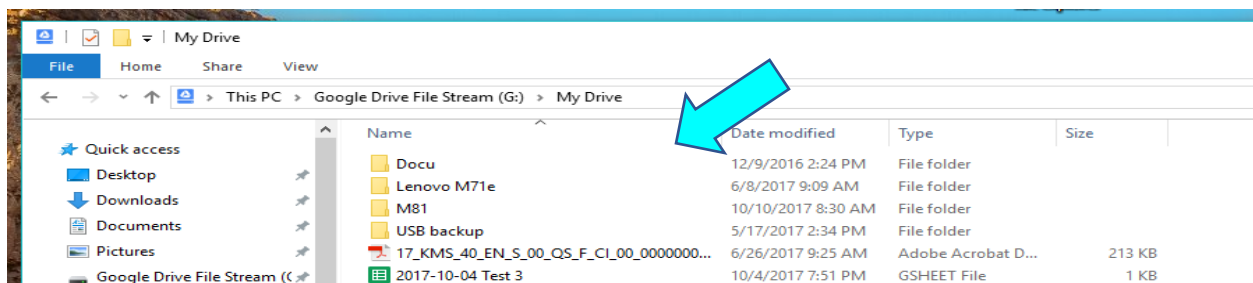 My Drive
File Home Share View
This PC > Google Drive File Stream (G:) > My Drive
Name Date modified Type Size
Quick access
Desktop
Downloads
Documents
Pictures
Google Drive File Stream (
Docu 12/9/2016 2:24 PM File folder
Lenovo M71e 6/8/2017 9:09 AM File folder
M81 10/10/2017 8:30 AM File folder
USB backup 5/17/2017 2:34 PM File folder
17_KMS_40_EN_S_00_QS_F_CI_00_0000000... 6/26/2017 9:25 AM Adobe Acrobat D... 213 KB
2017-10-04 Test 3 10/4/2017 7:51 PM GSHEET File 1 KB